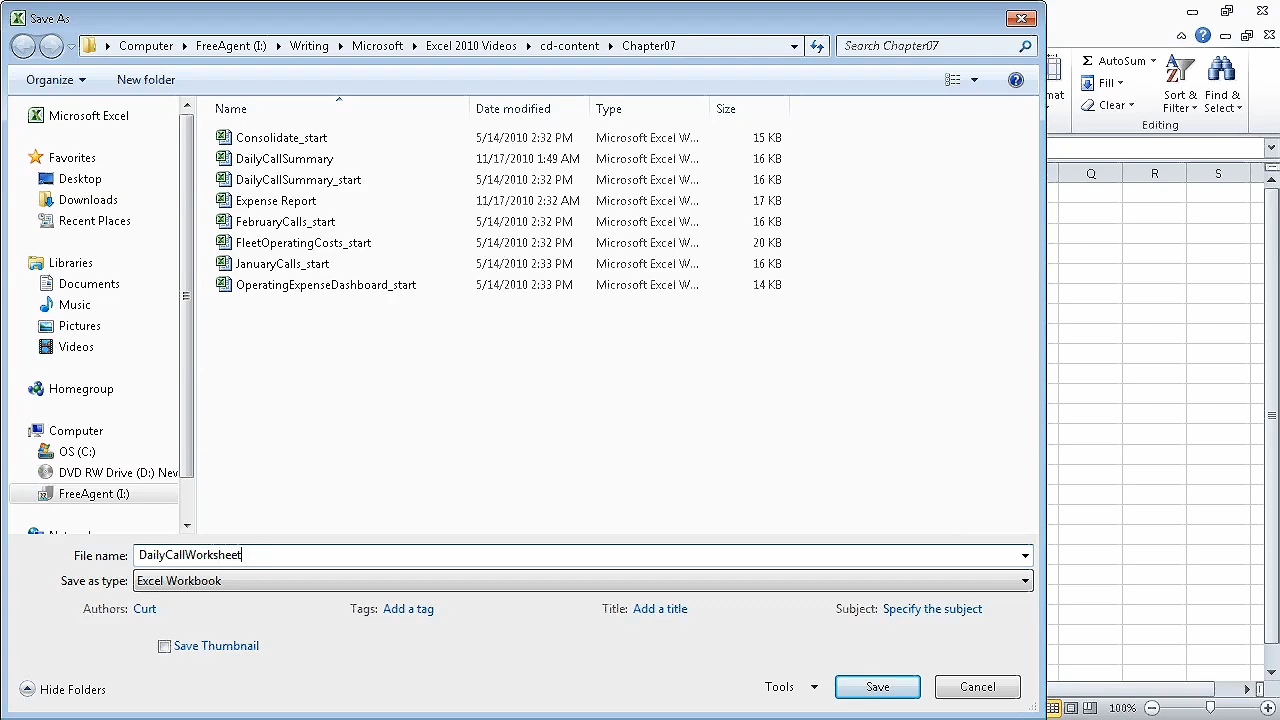 Save As
Computer FreeAgent (I:) Writing Microsoft Excel 2010 Videos cd-content Chapter07 Search Chapter07
Organize New folder
Microsoft Excel
Favorites
Desktop
Downloads
Recent Places
Libraries
Documents
Music
Pictures
Videos
Homegroup
Computer
OS (C:)
DVD RW Drive (D:) New
FreeAgent (I:)
Name Date modified Type Size
Consolidate_start 5/14/2010 2:32 PM Microsoft Excel W... 15 KB
DailyCallSummary 11/17/2010 1:49 AM Microsoft Excel W... 16 KB
DailyCallSummary_start 5/14/2010 2:32 PM Microsoft Excel W... 16 KB
Expense Report 11/17/2010 2:32 AM Microsoft Excel W... 17 KB
FebruaryCalls_start 5/14/2010 2:32 PM Microsoft Excel W... 16 KB
FleetOperatingCosts_start 5/14/2010 2:32 PM Microsoft Excel W... 20 KB
JanuaryCalls_start 5/14/2010 2:33 PM Microsoft Excel W... 16 KB
OperatingExpenseDashboard_start 5/14/2010 2:33 PM Microsoft Excel W... 14 KB
File name: DailyCallWorksheet
Save as type: Excel Workbook
Authors: Curt Tags: Add a tag Title: Add a title Subject: Specify the subject
Save Thumbnail
Hide Folders Tools Save Cancel
mat
Σ AutoSum
Fill
Clear
Sort & Filter
Find & Select
Editing
Q R S
100%